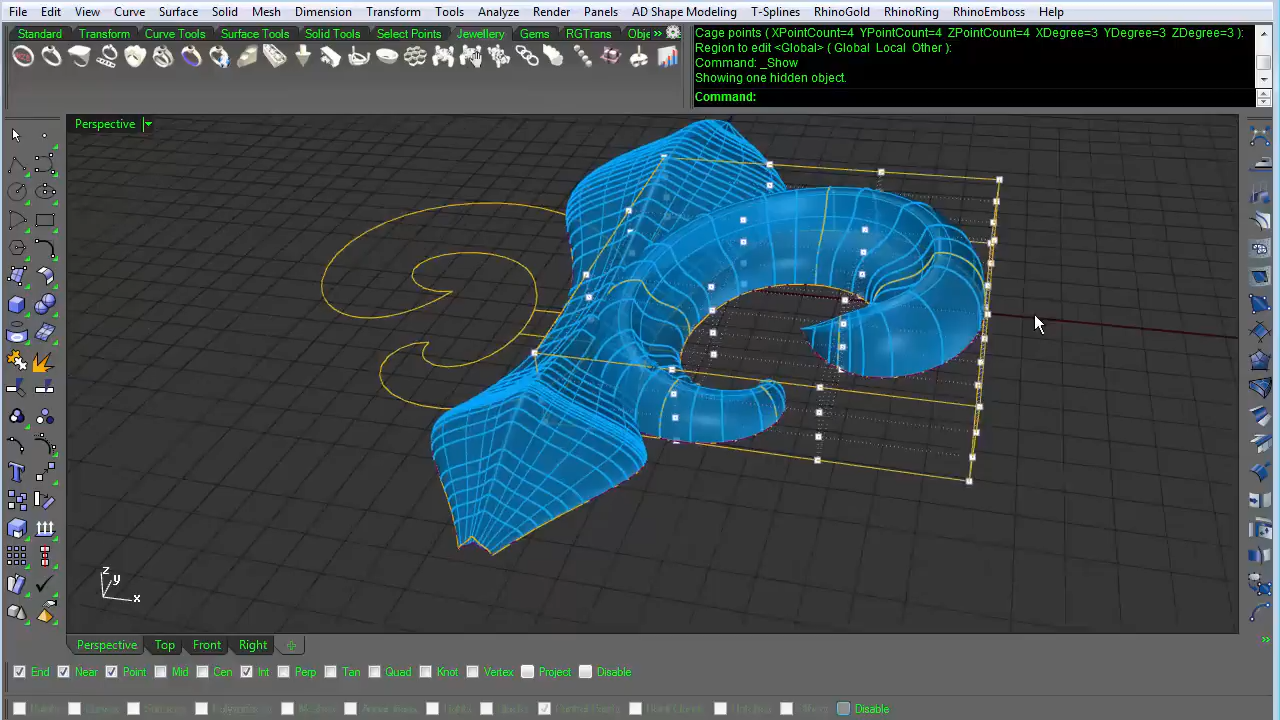 File Edit View Curve Surface Solid Mesh Dimension Transform Tools Analyze Render Panels AD Shape Modeling T-Splines RhinoGold RhinoRing RhinoEmboss Help
Standard Transform Curve Tools Surface Tools Solid Tools Select Points Jewellery Gems RGTrans Obj »
Cage points ( XPointCount=4 YPointCount=4 ZPointCount=4 XDegree=3 YDegree=3 ZDegree=3 ):
Region to edit <Global> ( Global Local Other ):
Command: _Show
Showing one hidden object.
Command:
Perspective
z
y
x
Perspective Top Front Right
End Near Point Mid Cen Int Perp Tan Quad Knot Vertex Project Disable
Disable